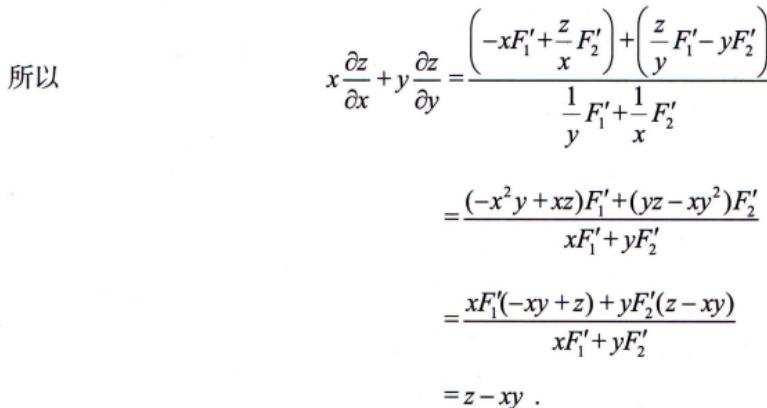 所以 x∂z/∂x + y∂z/∂y = ((-xF₁′ + z/x F₂′) + (z/y F₁′ - yF₂′)) / (1/y F₁′ + 1/x F₂′)
= ((-x²y + xz)F₁′ + (yz - xy²)F₂′) / (xF₁′ + yF₂′)
= (xF₁′(-xy + z) + yF₂′(z - xy)) / (xF₁′ + yF₂′)
= z - xy .